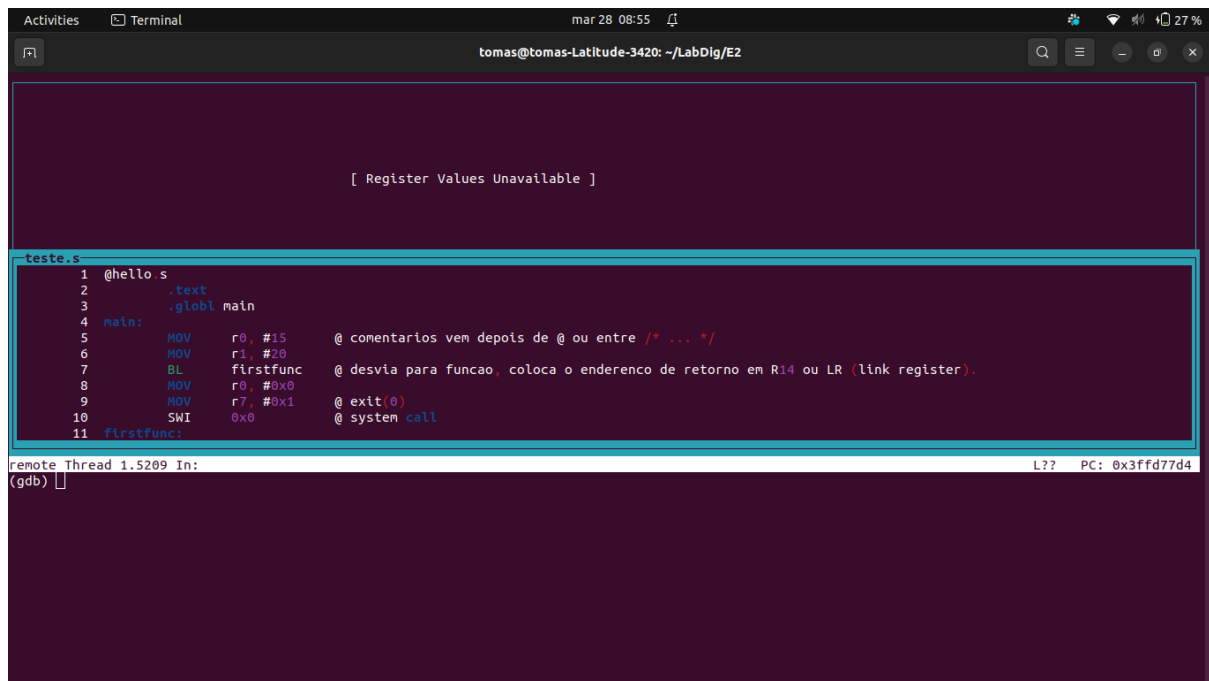 Activities Terminal mar 28 08:55 27 %
tomas@tomas-Latitude-3420: ~/LabDig/E2
[ Register Values Unavailable ]
teste.s
1 @hello.s
2 .text
3 .globl main
4 main:
5 MOV r0, #15 @ comentarios vem depois de @ ou entre /* ... */
6 MOV r1, #20
7 BL firstfunc @ desvia para funcao, coloca o enderenco de retorno em R14 ou LR (link register).
8 MOV r0, #0x0
9 MOV r7, #0x1 @ exit(0)
10 SWI 0x0 @ system call
11 firstfunc:
remote Thread 1.5209 In: L?? PC: 0x3ffd77d4
(gdb)